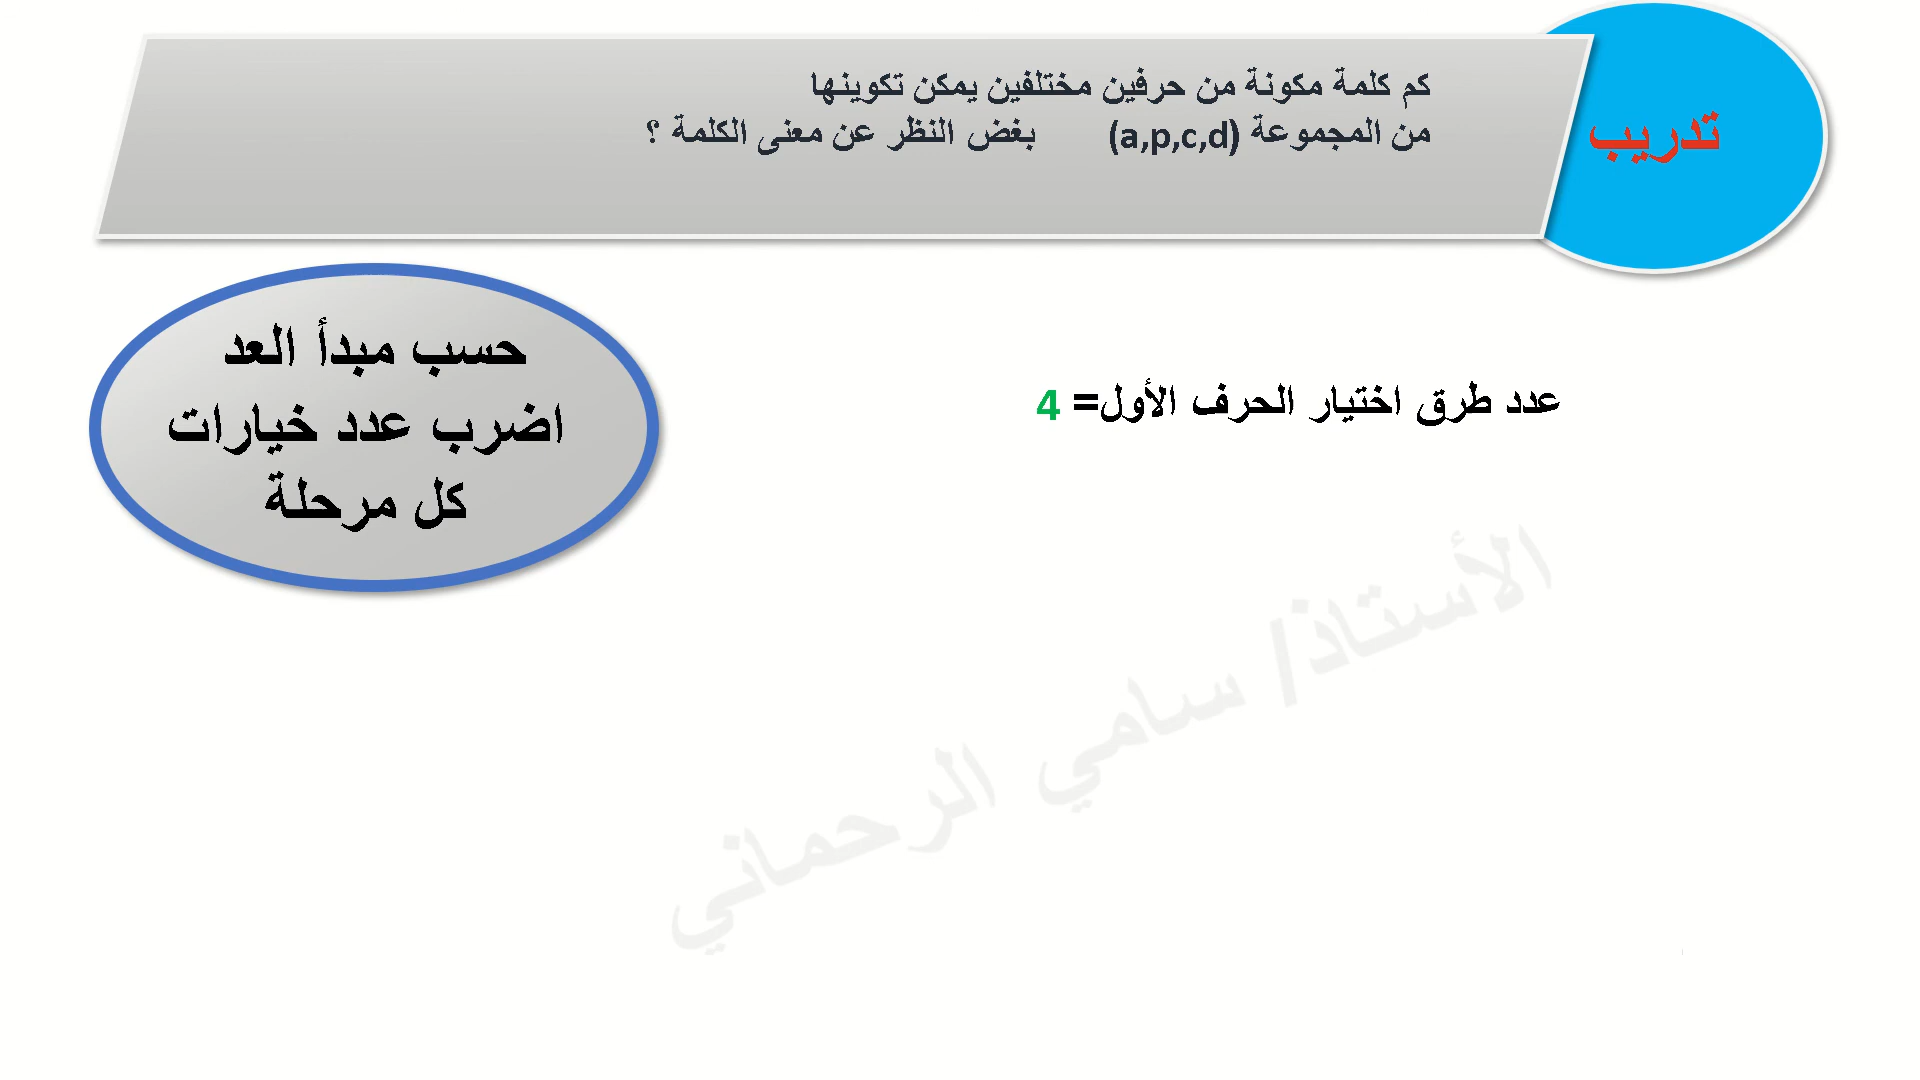 تدريب
كم كلمة مكونة من حرفين مختلفين يمكن تكوينها
من المجموعة (a,p,c,d) بغض النظر عن معنى الكلمة ؟
حسب مبدأ العد
اضرب عدد خيارات
كل مرحلة
عدد طرق اختيار الحرف الأول= 4
الأستاذ/ سامي الرحماني